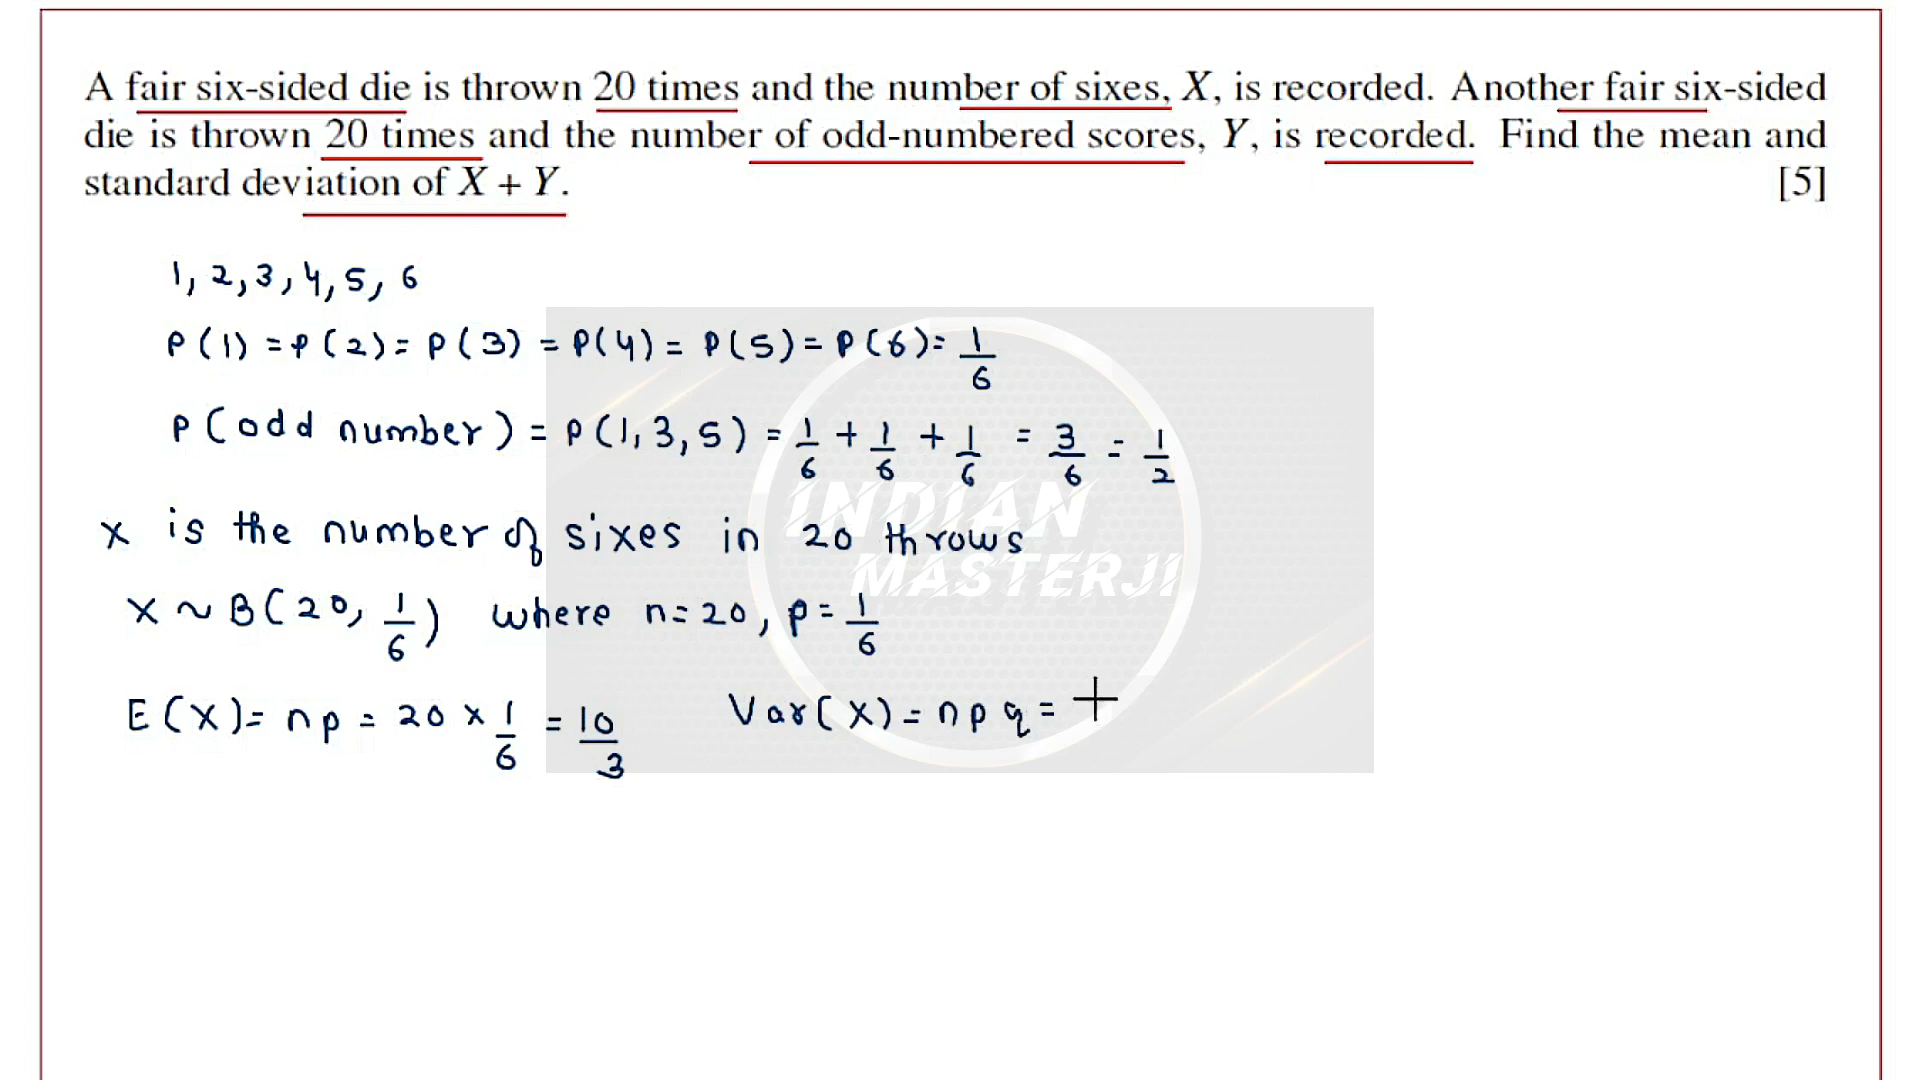 A fair six-sided die is thrown 20 times and the number of sixes, X, is recorded. Another fair six-sided
die is thrown 20 times and the number of odd-numbered scores, Y, is recorded. Find the mean and
standard deviation of X + Y. [5]
1, 2, 3, 4, 5, 6
P(1) = P(2) = P(3) = P(4) = P(5) = P(6) = 1/6
P(odd number) = P(1, 3, 5) = 1/6 + 1/6 + 1/6 = 3/6 = 1/2
INDIAN
X is the number of sixes in 20 throws
MASTERJI
X ~ B(20, 1/6) where n = 20, p = 1/6
E(X) = np = 20 × 1/6 = 10/3 Var(X) = npq =